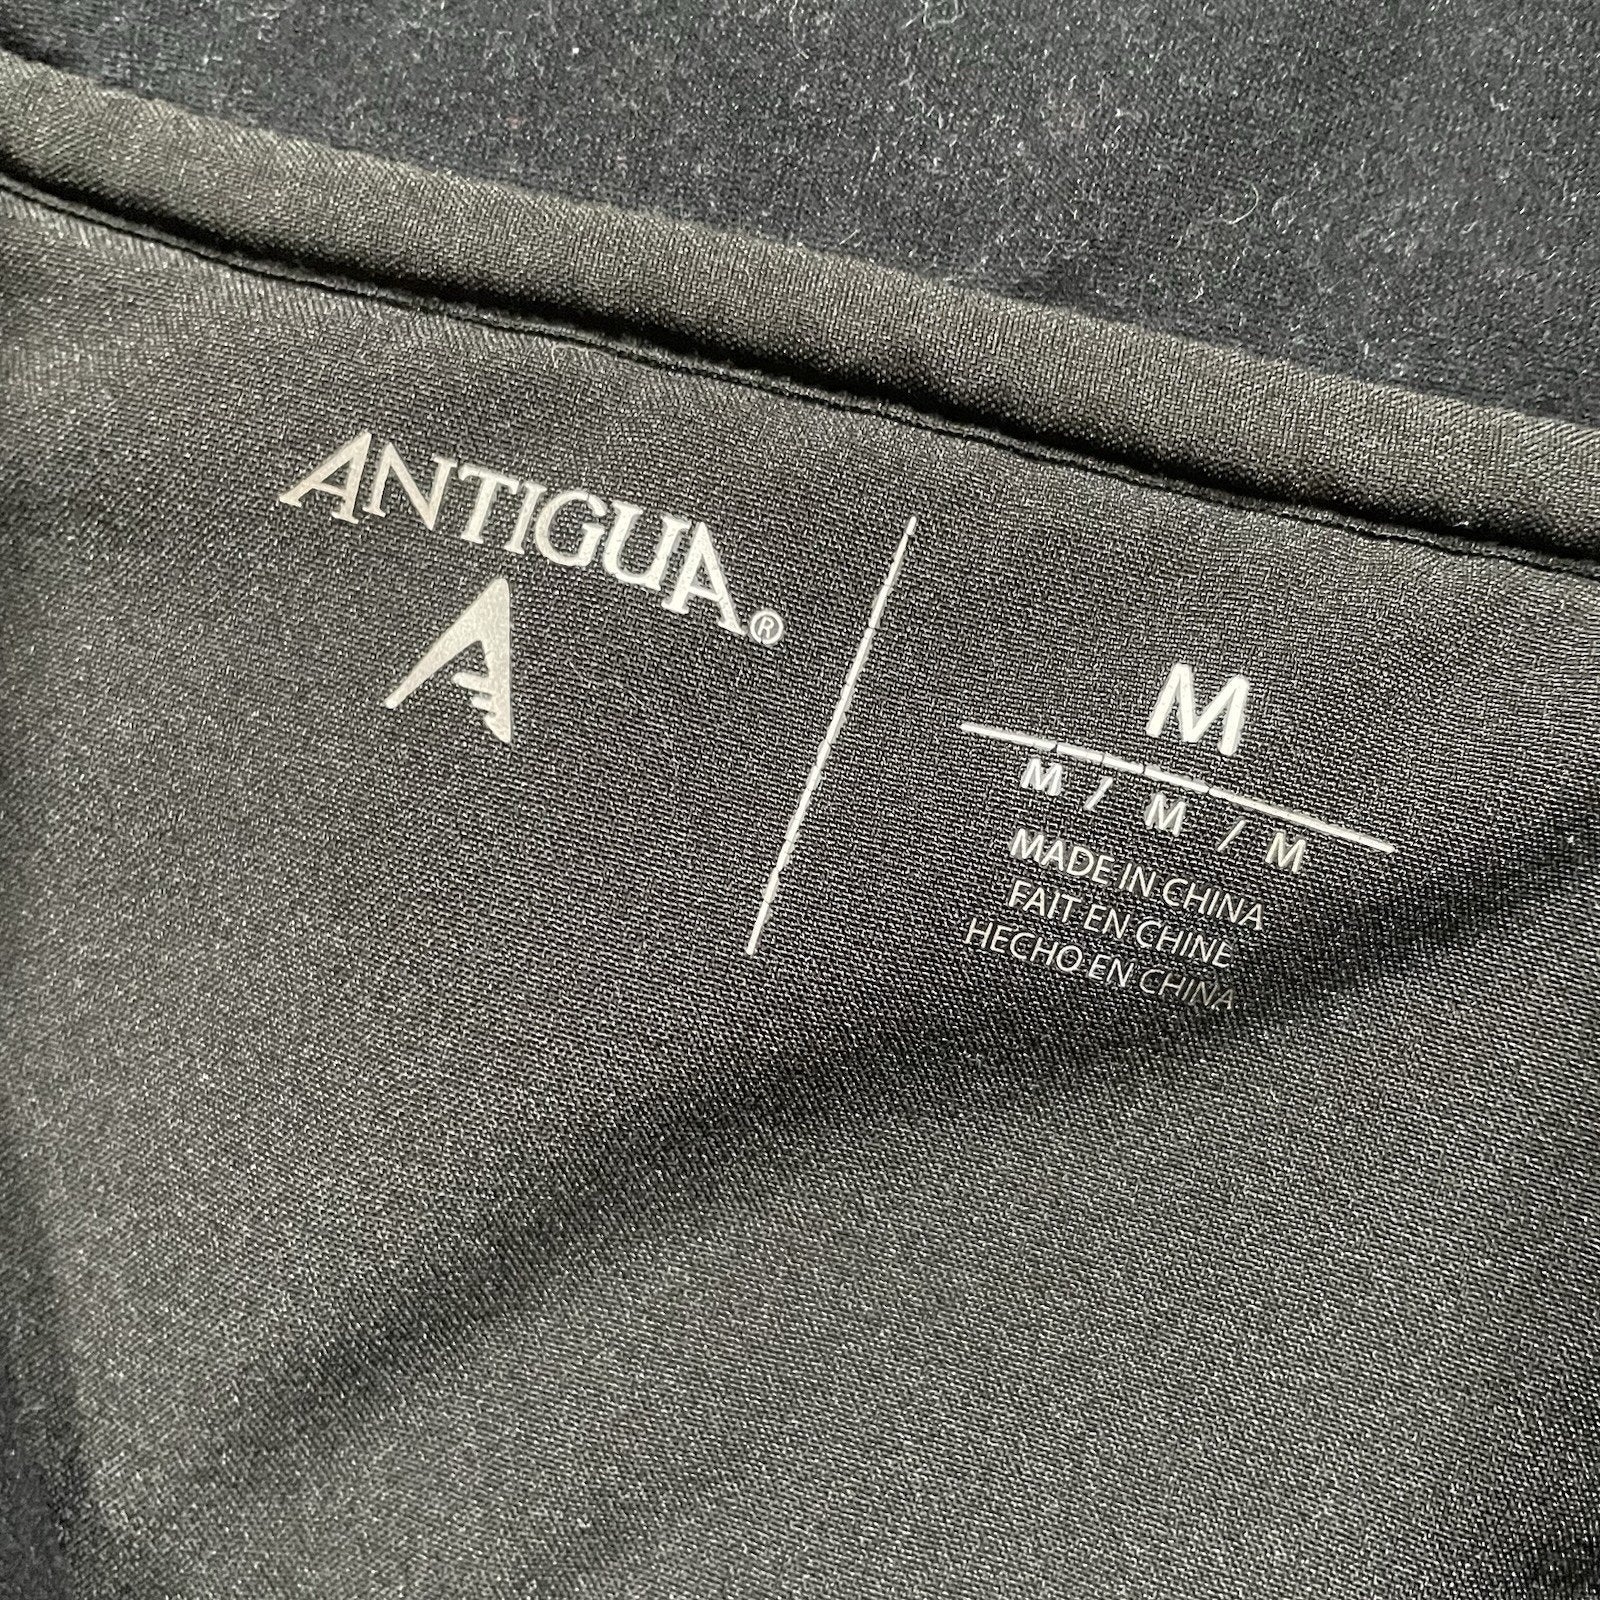 ANTIGUA®
M
M / M / M
MADE IN CHINA
FAIT EN CHINE
HECHO EN CHINA